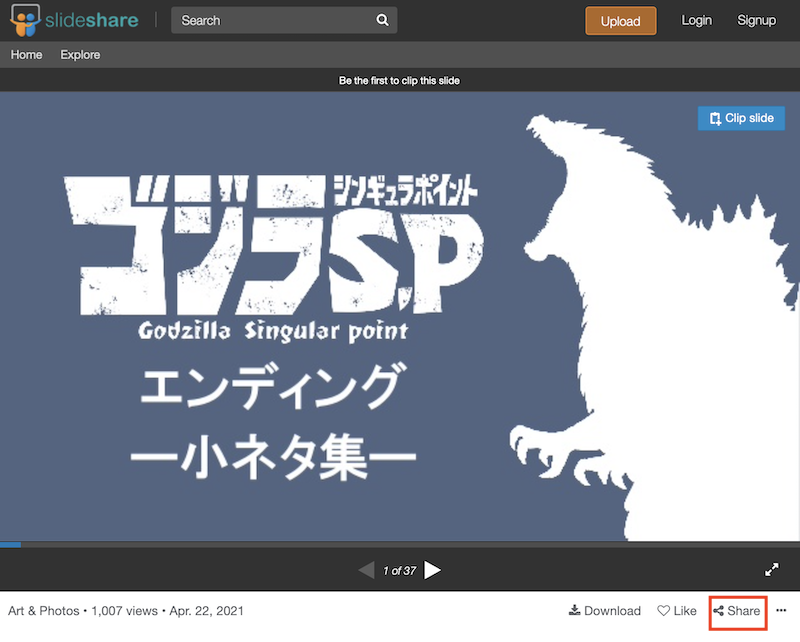 slideshare
Search
Upload
Login
Signup
Home
Explore
Be the first to clip this slide
Clip slide
シンギュラポイント
ゴジラS.P
Godzilla Singular point
エンディング
ー小ネタ集ー
1 of 37
Art & Photos • 1,007 views • Apr. 22, 2021
Download
Like
Share